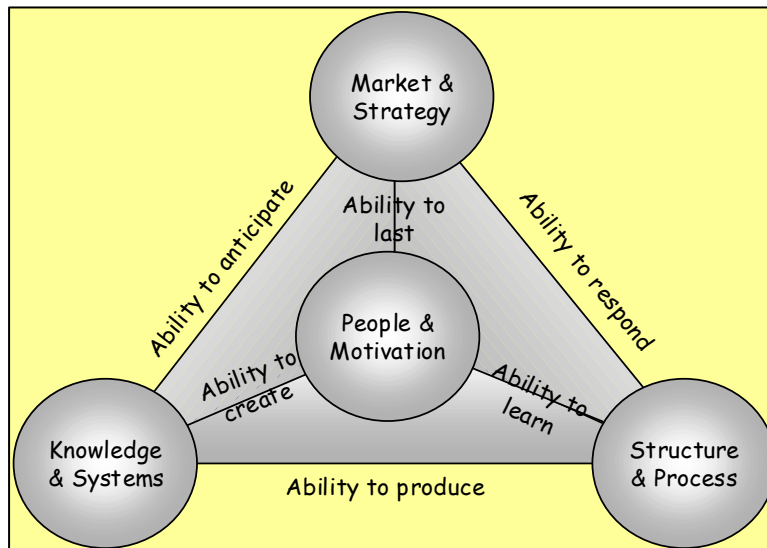 Market &
Strategy
Ability to anticipate
Ability to
last
Ability to respond
People &
Motivation
Ability to
create
Ability to
learn
Knowledge
& Systems
Structure
& Process
Ability to produce